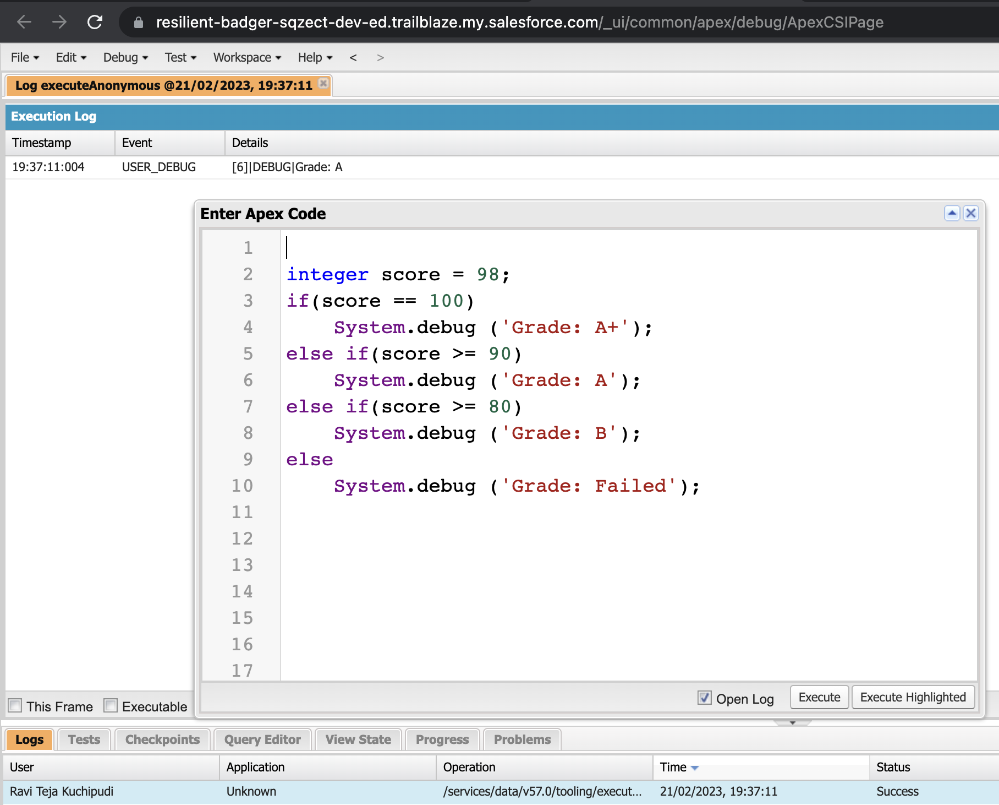 resilient-badger-sqzect-dev-ed.trailblaze.my.salesforce.com/_ui/common/apex/debug/ApexCSIPage
File Edit Debug Test Workspace Help < >
Log executeAnonymous @21/02/2023, 19:37:11
Execution Log
Timestamp Event Details
19:37:11:004 USER_DEBUG [6]|DEBUG|Grade: A
Enter Apex Code
1
2 integer score = 98;
3 if(score == 100)
4 System.debug ('Grade: A+');
5 else if(score >= 90)
6 System.debug ('Grade: A');
7 else if(score >= 80)
8 System.debug ('Grade: B');
9 else
10 System.debug ('Grade: Failed');
11
12
13
14
15
16
17
Open Log Execute Execute Highlighted
This Frame Executable
Logs Tests Checkpoints Query Editor View State Progress Problems
User Application Operation Time Status
Ravi Teja Kuchipudi Unknown /services/data/v57.0/tooling/execut... 21/02/2023, 19:37:11 Success